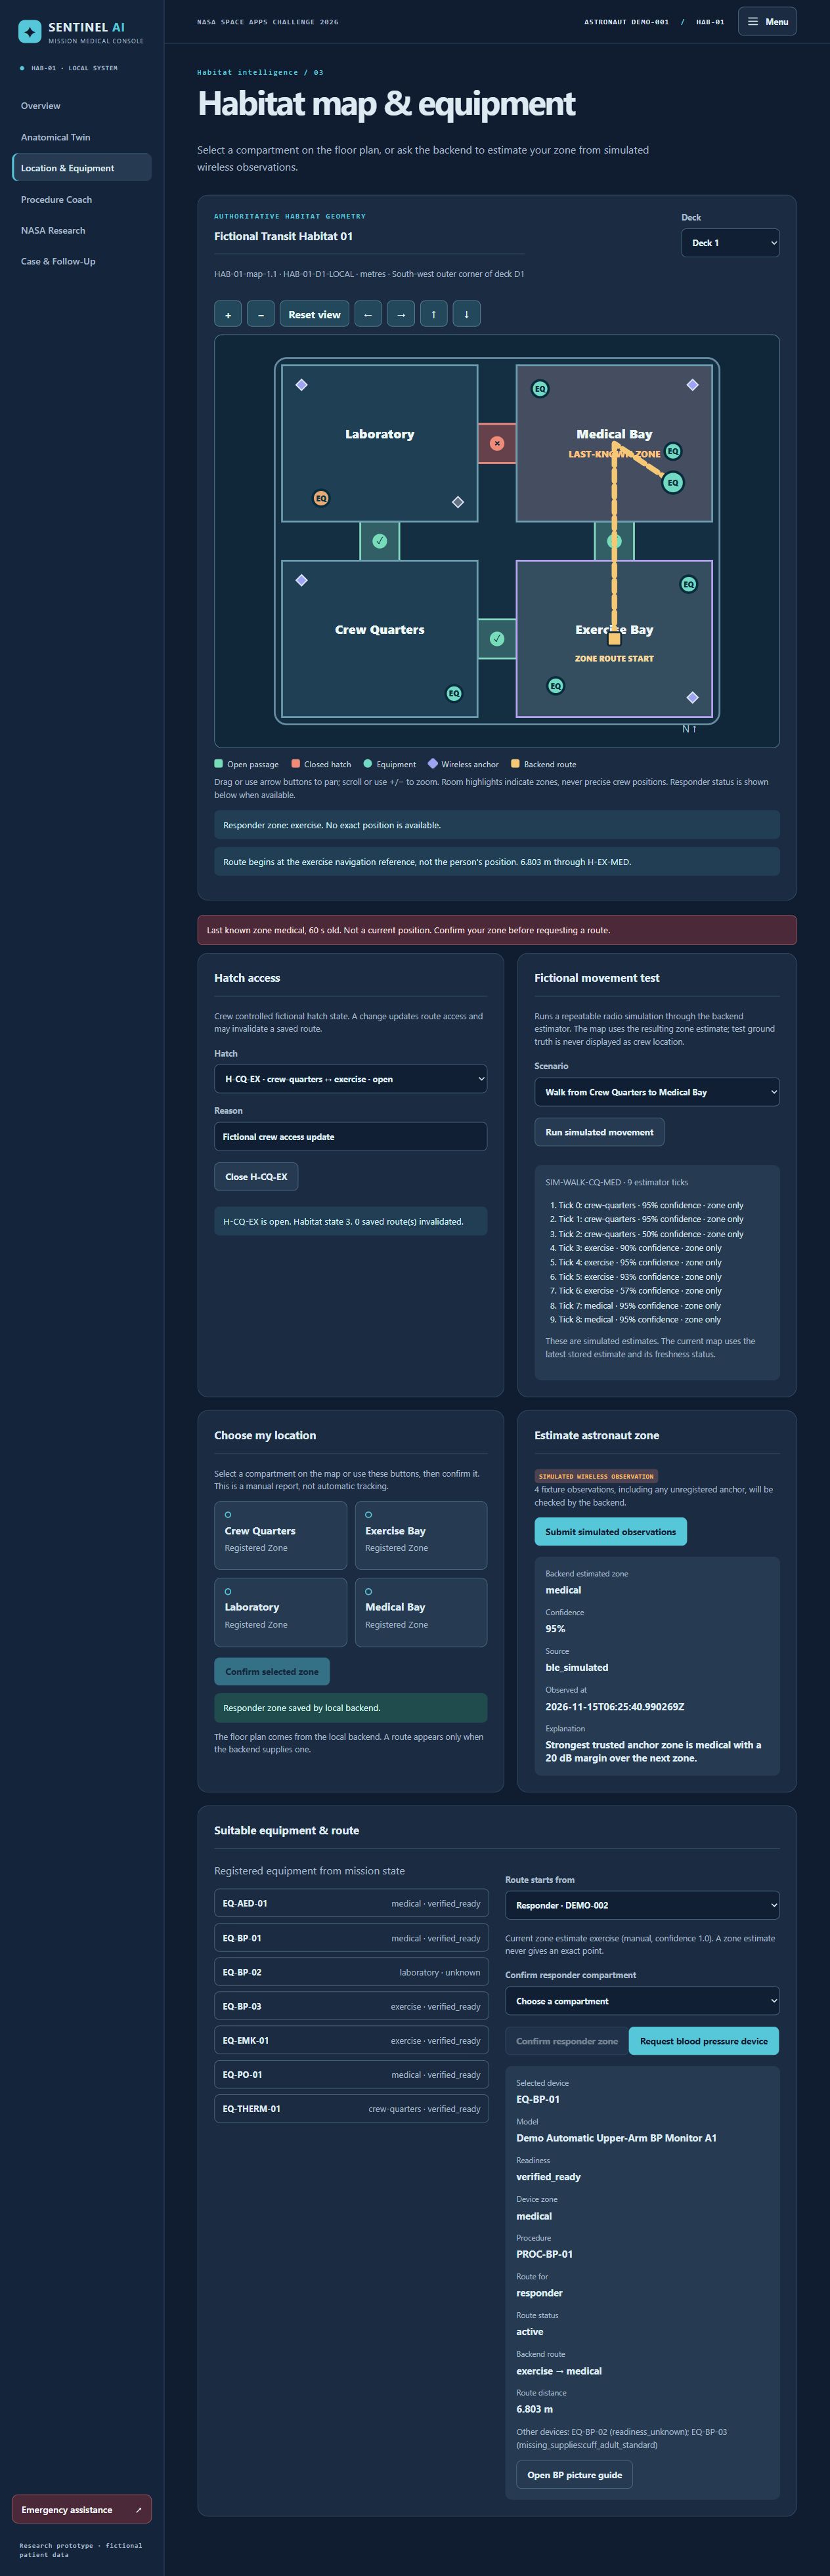 SENTINEL AI
MISSION MEDICAL CONSOLE
HAB-01 · LOCAL SYSTEM
Overview
Anatomical Twin
Location & Equipment
Procedure Coach
NASA Research
Case & Follow-Up
Emergency assistance ↗
Research prototype · fictional
patient data
NASA SPACE APPS CHALLENGE 2026
ASTRONAUT DEMO-001 / HAB-01
Menu
Habitat intelligence / 03
Habitat map & equipment
Select a compartment on the floor plan, or ask the backend to estimate your zone from simulated
wireless observations.
AUTHORITATIVE HABITAT GEOMETRY
Fictional Transit Habitat 01
Deck
Deck 1
HAB-01-map-1.1 · HAB-01-D1-LOCAL · metres · South-west outer corner of deck D1
+ − Reset view ← → ↑ ↓
EQ
Laboratory
Medical Bay
LAST-KNOWN ZONE
EQ
EQ
EQ
EQ
Crew Quarters
Exercise Bay
ZONE ROUTE START
EQ
EQ
N ↑
Open passage
Closed hatch
Equipment
Wireless anchor
Backend route
Drag or use arrow buttons to pan; scroll or use +/− to zoom. Room highlights indicate zones, never precise crew positions. Responder status is shown
below when available.
Responder zone: exercise. No exact position is available.
Route begins at the exercise navigation reference, not the person's position. 6.803 m through H-EX-MED.
Last known zone medical, 60 s old. Not a current position. Confirm your zone before requesting a route.
Hatch access
Crew controlled fictional hatch state. A change updates route access and
may invalidate a saved route.
Hatch
H-CQ-EX · crew-quarters ↔ exercise · open
Reason
Fictional crew access update
Close H-CQ-EX
H-CQ-EX is open. Habitat state 3. 0 saved route(s) invalidated.
Fictional movement test
Runs a repeatable radio simulation through the backend
estimator. The map uses the resulting zone estimate; test ground
truth is never displayed as crew location.
Scenario
Walk from Crew Quarters to Medical Bay
Run simulated movement
SIM-WALK-CQ-MED · 9 estimator ticks
1. Tick 0: crew-quarters · 95% confidence · zone only
2. Tick 1: crew-quarters · 95% confidence · zone only
3. Tick 2: crew-quarters · 50% confidence · zone only
4. Tick 3: exercise · 90% confidence · zone only
5. Tick 4: exercise · 95% confidence · zone only
6. Tick 5: exercise · 93% confidence · zone only
7. Tick 6: exercise · 57% confidence · zone only
8. Tick 7: medical · 95% confidence · zone only
9. Tick 8: medical · 95% confidence · zone only
These are simulated estimates. The current map uses the
latest stored estimate and its freshness status.
Choose my location
Select a compartment on the map or use these buttons, then confirm it.
This is a manual report, not automatic tracking.
Crew Quarters
Registered Zone
Exercise Bay
Registered Zone
Laboratory
Registered Zone
Medical Bay
Registered Zone
Confirm selected zone
Responder zone saved by local backend.
The floor plan comes from the local backend. A route appears only when
the backend supplies one.
Estimate astronaut zone
SIMULATED WIRELESS OBSERVATION
4 fixture observations, including any unregistered anchor, will be
checked by the backend.
Submit simulated observations
Backend estimated zone
medical
Confidence
95%
Source
ble_simulated
Observed at
2026-11-15T06:25:40.990269Z
Explanation
Strongest trusted anchor zone is medical with a
20 dB margin over the next zone.
Suitable equipment & route
Registered equipment from mission state
EQ-AED-01 medical · verified_ready
EQ-BP-01 medical · verified_ready
EQ-BP-02 laboratory · unknown
EQ-BP-03 exercise · verified_ready
EQ-EMK-01 exercise · verified_ready
EQ-PO-01 medical · verified_ready
EQ-THERM-01 crew-quarters · verified_ready
Route starts from
Responder · DEMO-002
Current zone estimate exercise (manual, confidence 1.0). A zone estimate
never gives an exact point.
Confirm responder compartment
Choose a compartment
Confirm responder zone
Request blood pressure device
Selected device
EQ-BP-01
Model
Demo Automatic Upper-Arm BP Monitor A1
Readiness
verified_ready
Device zone
medical
Procedure
PROC-BP-01
Route for
responder
Route status
active
Backend route
exercise → medical
Route distance
6.803 m
Other devices: EQ-BP-02 (readiness_unknown); EQ-BP-03
(missing_supplies:cuff_adult_standard)
Open BP picture guide